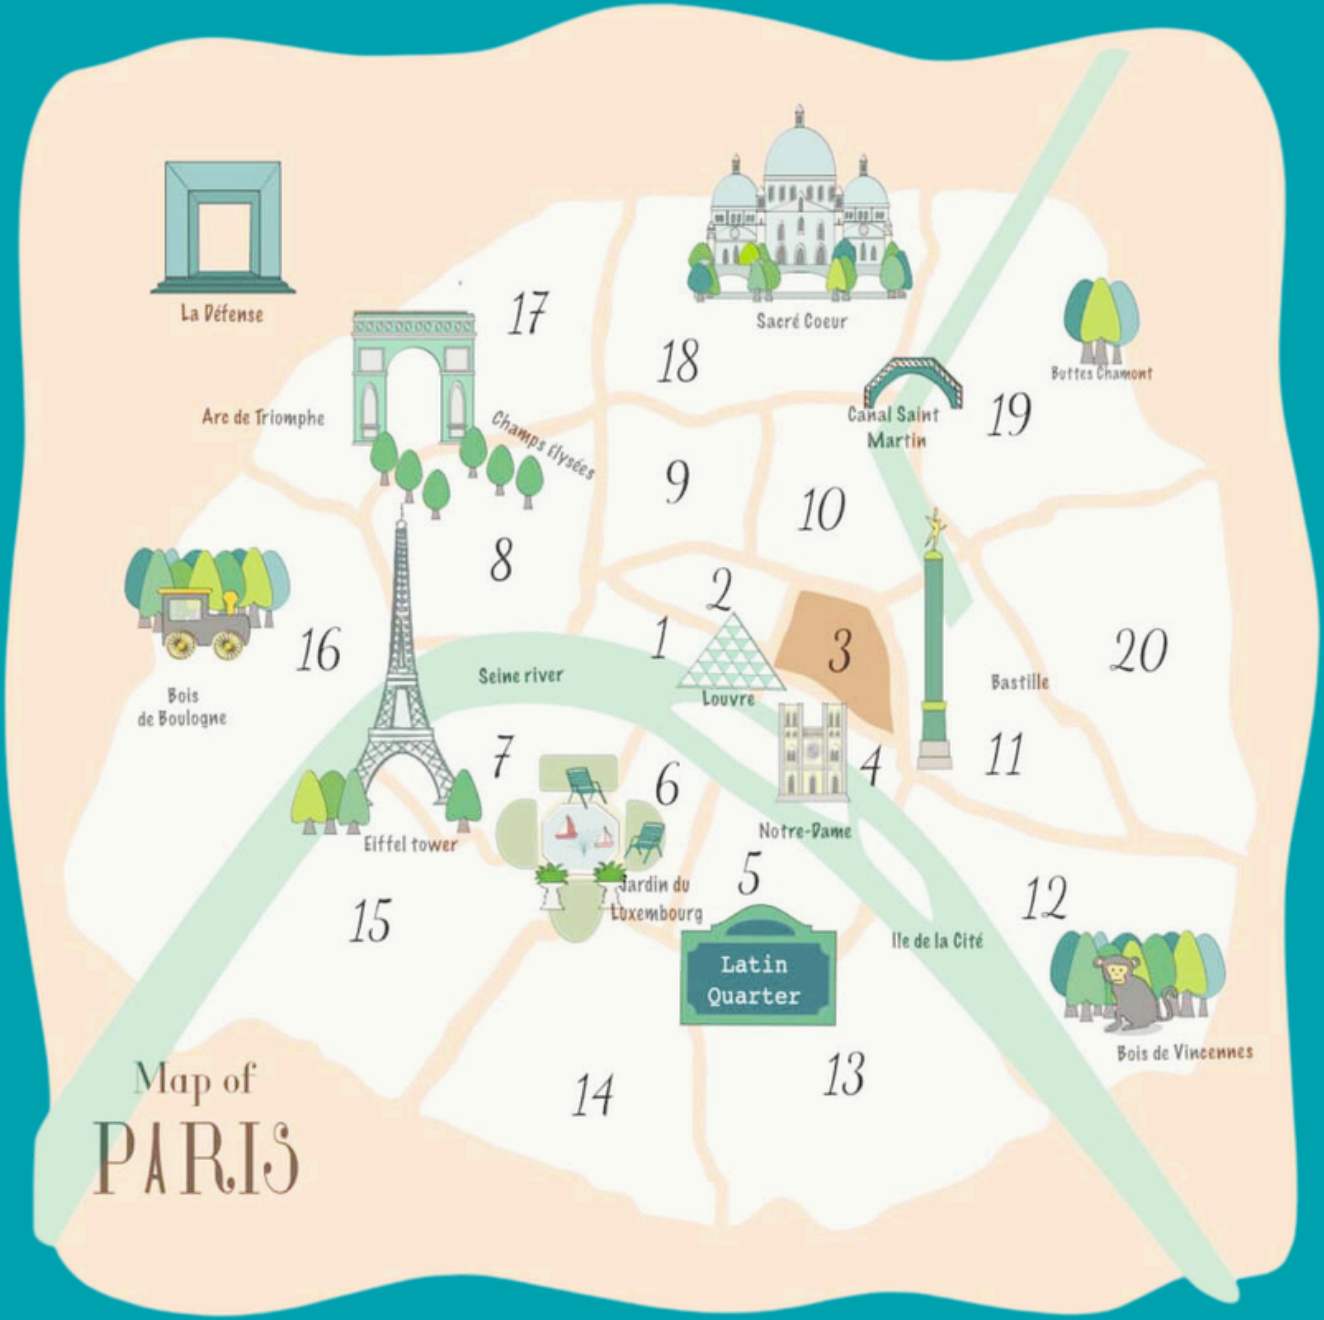 La Défense
17
Sacré Coeur
18
Buttes Chamont
Arc de Triomphe
Champs Élysées
Canal Saint
Martin
19
9
10
8
2
1
3
16
20
Seine river
Louvre
Bastille
Bois
de Boulogne
7
6
4
11
Eiffel tower
Notre-Dame
5
Jardin du
Luxembourg
15
12
Ile de la Cité
Latin
Quarter
Bois de Vincennes
Map of
PARIS
14
13